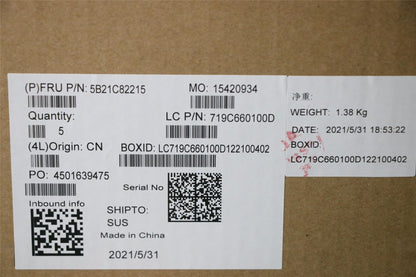 (P)FRU P/N: 5B21C82215
MO: 15420934
Quantity:
5
LC P/N: 719C660100D
(4L)Origin: CN
BOXID: LC719C660100D122100402
PO: 4501639475
Serial No
Inbound info
SHIPTO:
SUS
Made in China
2021/5/31
净重:
WEIGHT: 1.38 Kg
DATE: 2021/5/31 18:53:22
BOXID:
LC719C660100D122100402